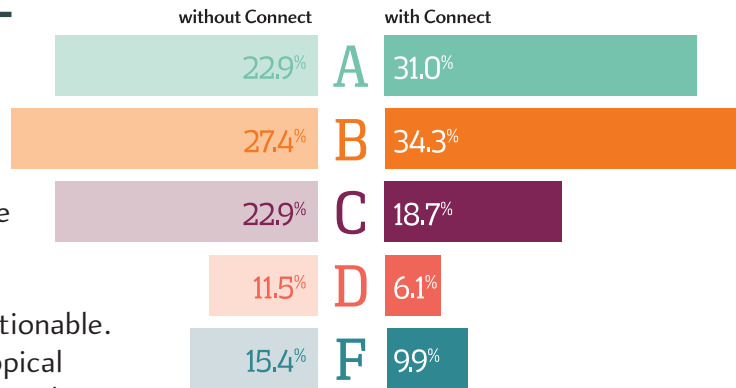 without Connect with Connect
22.9% A 31.0%
27.4% B 34.3%
22.9% C 18.7%
11.5% D 6.1%
15.4% F 9.9%
tionable.